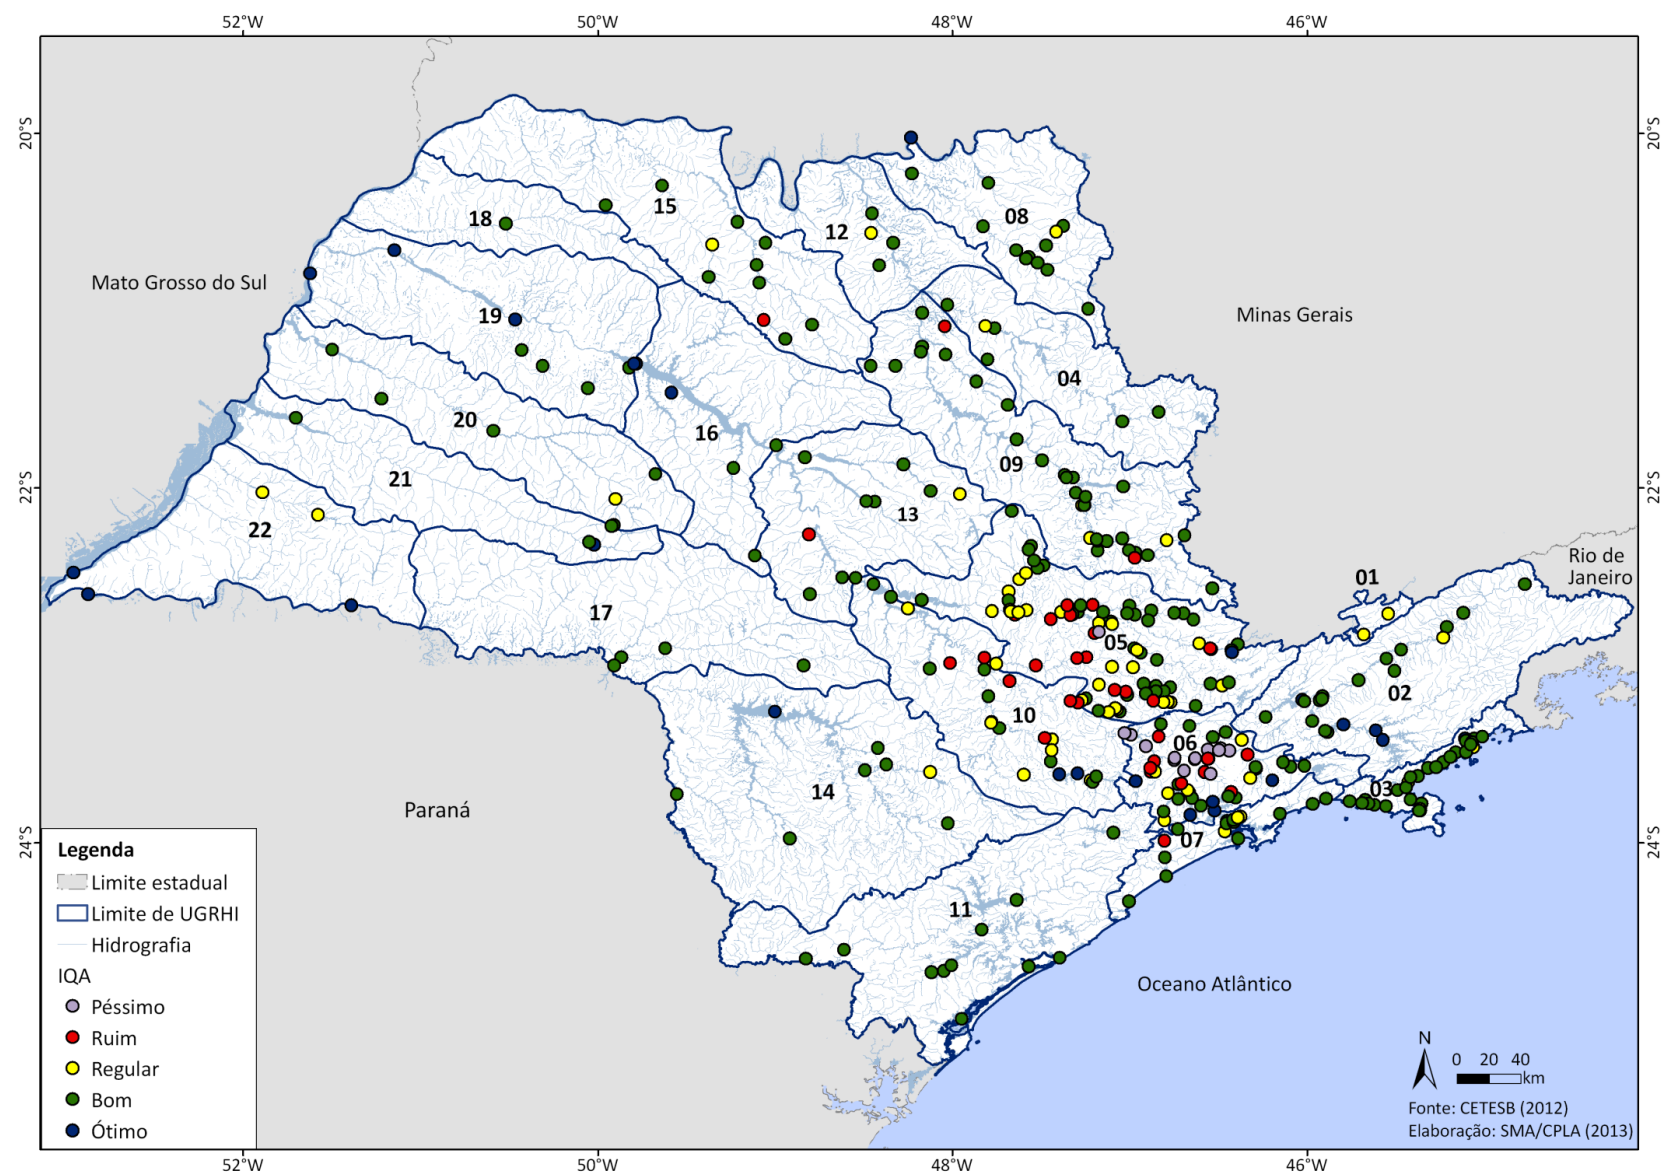 52°W 50°W 48°W 46°W
20°S 20°S
22°S 22°S
24°S 24°S
Mato Grosso do Sul
Minas Gerais
Rio de
Janeiro
Paraná
Oceano Atlântico
18
15
12
08
19
04
16
20
09
21
13
22
01
17
05
02
10
06
14
03
07
11
Legenda
Limite estadual
Limite de UGRHI
Hidrografia
IQA
Péssimo
Ruim
Regular
Bom
Ótimo
N
0 20 40
km
Fonte: CETESB (2012)
Elaboração: SMA/CPLA (2013)
52°W 50°W 48°W 46°W